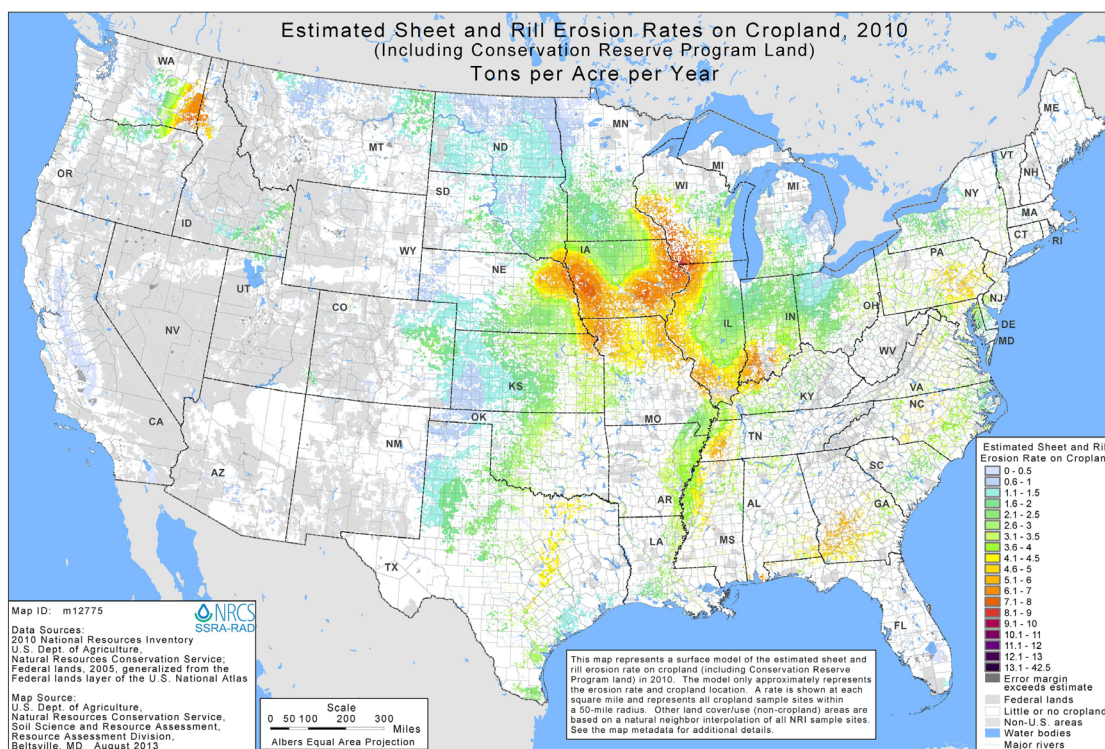 Estimated Sheet and Rill Erosion Rates on Cropland, 2010
(Including Conservation Reserve Program Land)
Tons per Acre per Year
WA
OR
CA
NV
ID
MT
WY
UT
CO
AZ
NM
ND
SD
NE
KS
OK
TX
MN
IA
MO
AR
LA
WI
MI
MI
IL
IN
OH
KY
TN
MS
AL
GA
FL
SC
NC
VA
WV
PA
NY
VT
NH
ME
MA
CT
RI
NJ
DE
MD
Estimated Sheet and Ril
Erosion Rate on Croplan
0 - 0.5
0.6 - 1
1.1 - 1.5
1.6 - 2
2.1 - 2.5
2.6 - 3
3.1 - 3.5
3.6 - 4
4.1 - 4.5
4.6 - 5
5.1 - 6
6.1 - 7
7.1 - 8
8.1 - 9
9.1 - 10
10.1 - 11
11.1 - 12
12.1 - 13
13.1 - 42.5
Error margin
exceeds estimate
Federal lands
Little or no cropland
Non-U.S. areas
Water bodies
Major rivers
Map ID: m12775
NRCS
SSRA-RAD
Data Sources:
2010 National Resources Inventory
U.S. Dept. of Agriculture,
Natural Resources Conservation Service;
Federal lands, 2005, generalized from the
Federal lands layer of the U.S. National Atlas
Map Source:
U.S. Dept. of Agriculture,
Natural Resources Conservation Service,
Soil Science and Resource Assessment,
Resource Assessment Division,
Beltsville, MD August 2013
Scale
0 50 100 200 300
Miles
Albers Equal Area Projection
This map represents a surface model of the estimated sheet and
rill erosion rate on cropland (including Conservation Reserve
Program land) in 2010. The model only approximately represents
the erosion rate and cropland location. A rate is shown at each
square mile and represents all cropland sample sites within
a 50-mile radius. Other land cover/use (non-cropland) areas are
based on a natural neighbor interpolation of all NRI sample sites.
See the map metadata for additional details.